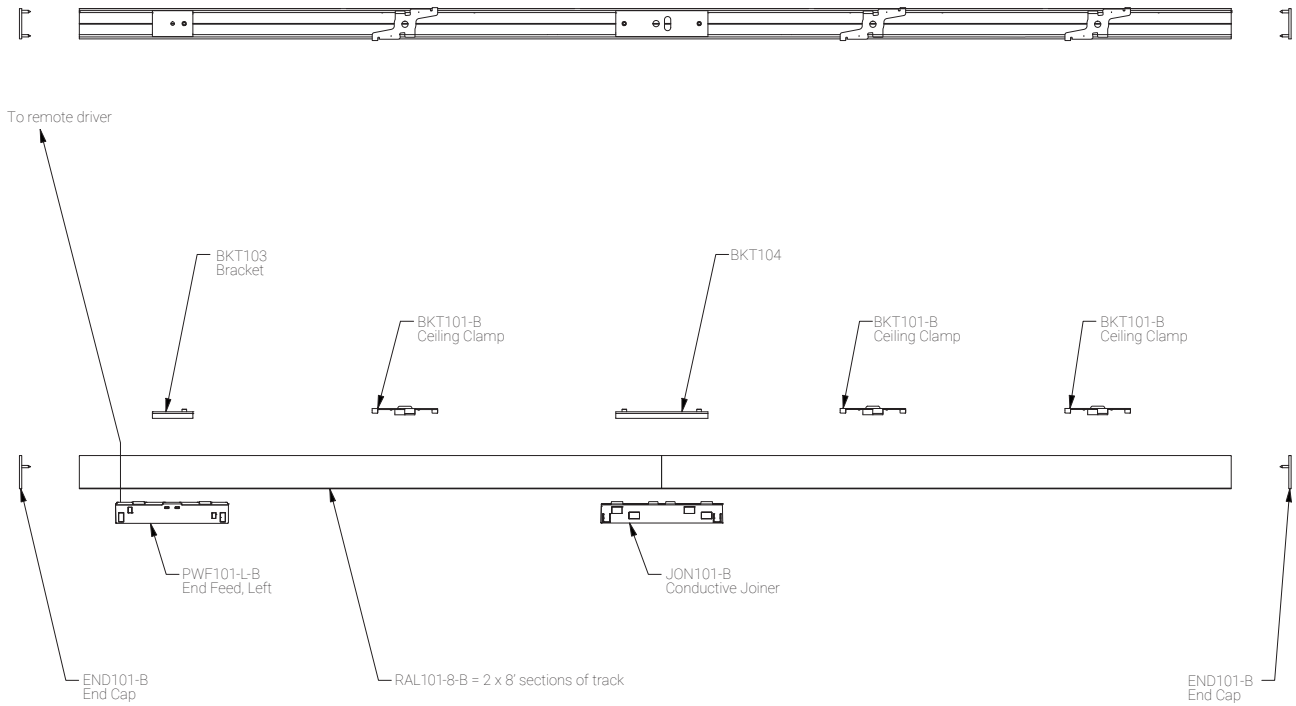 To remote driver
BKT103
Bracket
BKT104
BKT101-B
Ceiling Clamp
BKT101-B
Ceiling Clamp
BKT101-B
Ceiling Clamp
PWF101-L-B
End Feed, Left
JON101-B
Conductive Joiner
END101-B
End Cap
RAL101-8-B = 2 x 8' sections of track
END101-B
End Cap